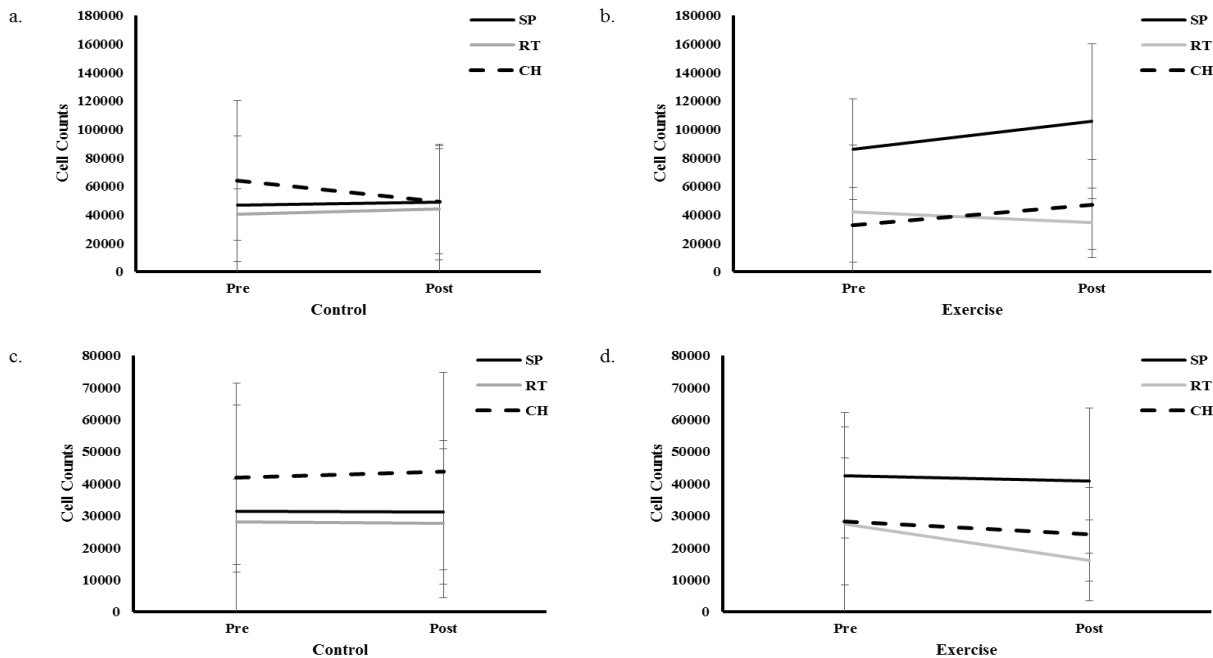 a.
180000
160000
140000
120000
100000
80000
60000
40000
20000
0
Cell Counts
SP
RT
CH
Pre
Post
Control
b.
180000
160000
140000
120000
100000
80000
60000
40000
20000
0
Cell Counts
SP
RT
CH
Pre
Post
Exercise
c.
80000
70000
60000
50000
40000
30000
20000
10000
0
Cell Counts
SP
RT
CH
Pre
Post
Control
d.
80000
70000
60000
50000
40000
30000
20000
10000
0
Cell Counts
SP
RT
CH
Pre
Post
Exercise